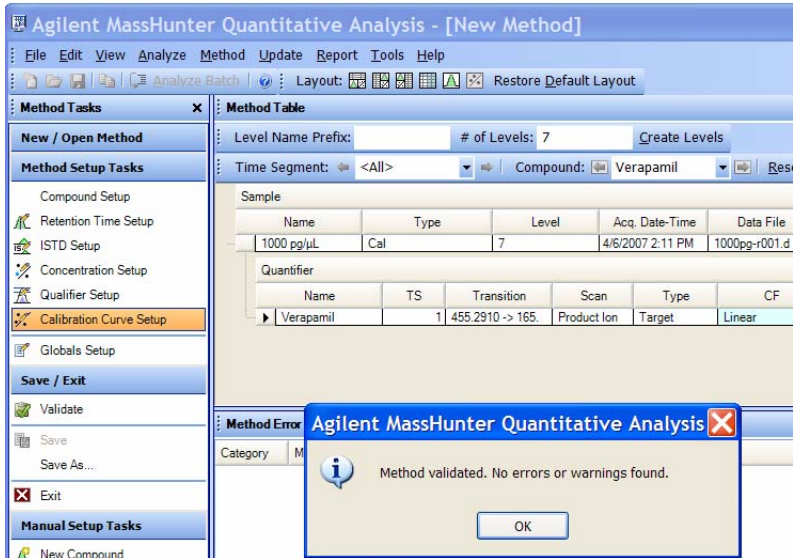 Agilent MassHunter Quantitative Analysis - [New Method]
File Edit View Analyze Method Update Report Tools Help
Analyze Batch Layout: Restore Default Layout
Method Tasks x
New / Open Method
Method Setup Tasks
Compound Setup
Retention Time Setup
ISTD Setup
Concentration Setup
Qualifier Setup
Calibration Curve Setup
Globals Setup
Save / Exit
Validate
Save
Save As...
Exit
Manual Setup Tasks
New Compound
Method Table
Level Name Prefix: # of Levels: 7 Create Levels
Time Segment: <All> Compound: Verapamil
Sample
Name Type Level Acq. Date-Time Data File
1000 pg/µL Cal 7 4/6/2007 2:11 PM 1000pg-r001.d
Quantifier
Name TS Transition Scan Type CF
Verapamil 1 455.2910 -> 165. Product Ion Target Linear
Method Error
Category
Agilent MassHunter Quantitative Analysis
Method validated. No errors or warnings found.
OK